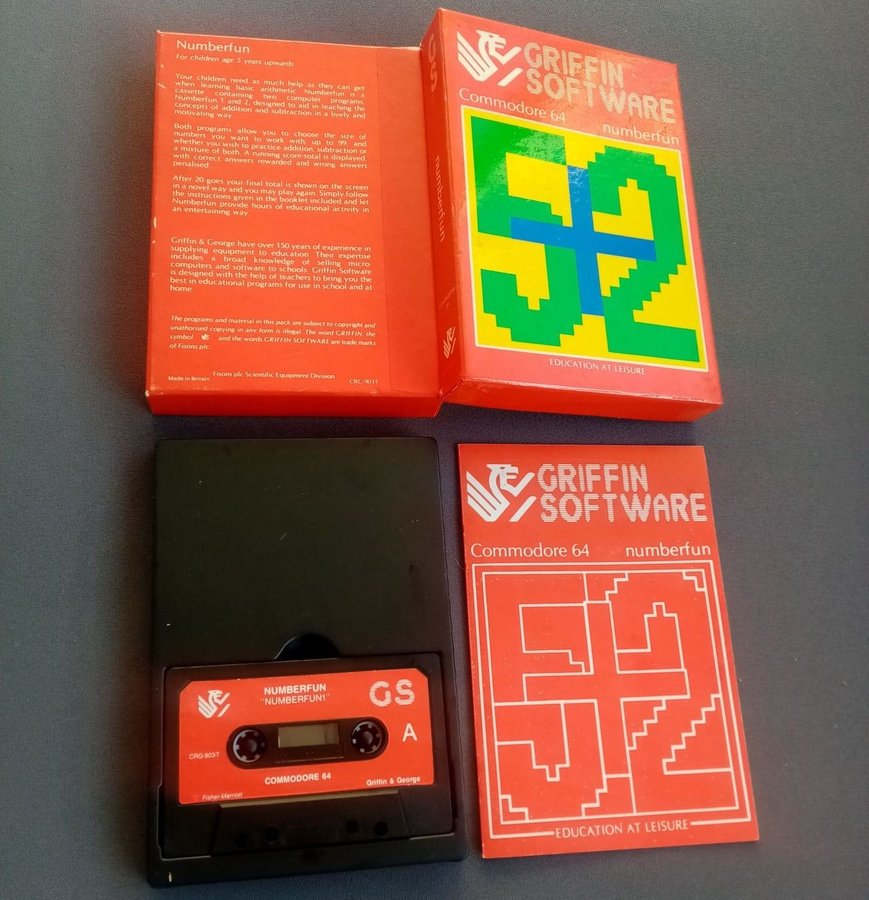 Numberfun
For children age 5 years upwards
Your children need as much help as they can get
when learning basic arithmetic Numberfun is a
cassette containing two computer programs,
Numberfun 1 and 2, designed to aid in teaching the
concepts of addition and subtraction in a lively and
motivating way
Both programs allow you to choose the size of
numbers you want to work with, up to 99, and
whether you wish to practice addition, subtraction or
a mixture of both. A running score total is displayed,
with correct answers rewarded and wrong answers
penalised.
After 20 goes your final total is shown on the screen
in a novel way and you may play again. Simply follow
the instructions given in the booklet included and let
Numberfun provide hours of educational activity in
an entertaining way.
Griffin & George have over 150 years of experience in
supplying equipment to education. Their expertise
includes a broad knowledge of selling micro-
computers and software to schools. Griffin Software
is designed with the help of teachers to bring you the
best in educational programs for use in school and at
home
The programs and material in this pack are subject to copyright and
unathorised copying in any form is illegal. The word GRIFFIN, the
symbol and the words GRIFFIN SOFTWARE are trade marks
of Fisons plc.
Made in Britain
Fisons plc Scientific Equipment Division
CRG 905T
GS
numberfun
GRIFFIN
SOFTWARE
Commodore 64
numberfun
5+2
EDUCATION AT LEISURE
NUMBERFUN
"NUMBERFUN1"
GS
CRG-905T
A
COMMODORE 64
Fisher-Marriott
Griffin & George
GRIFFIN
SOFTWARE
Commodore 64
numberfun
5+2
EDUCATION AT LEISURE